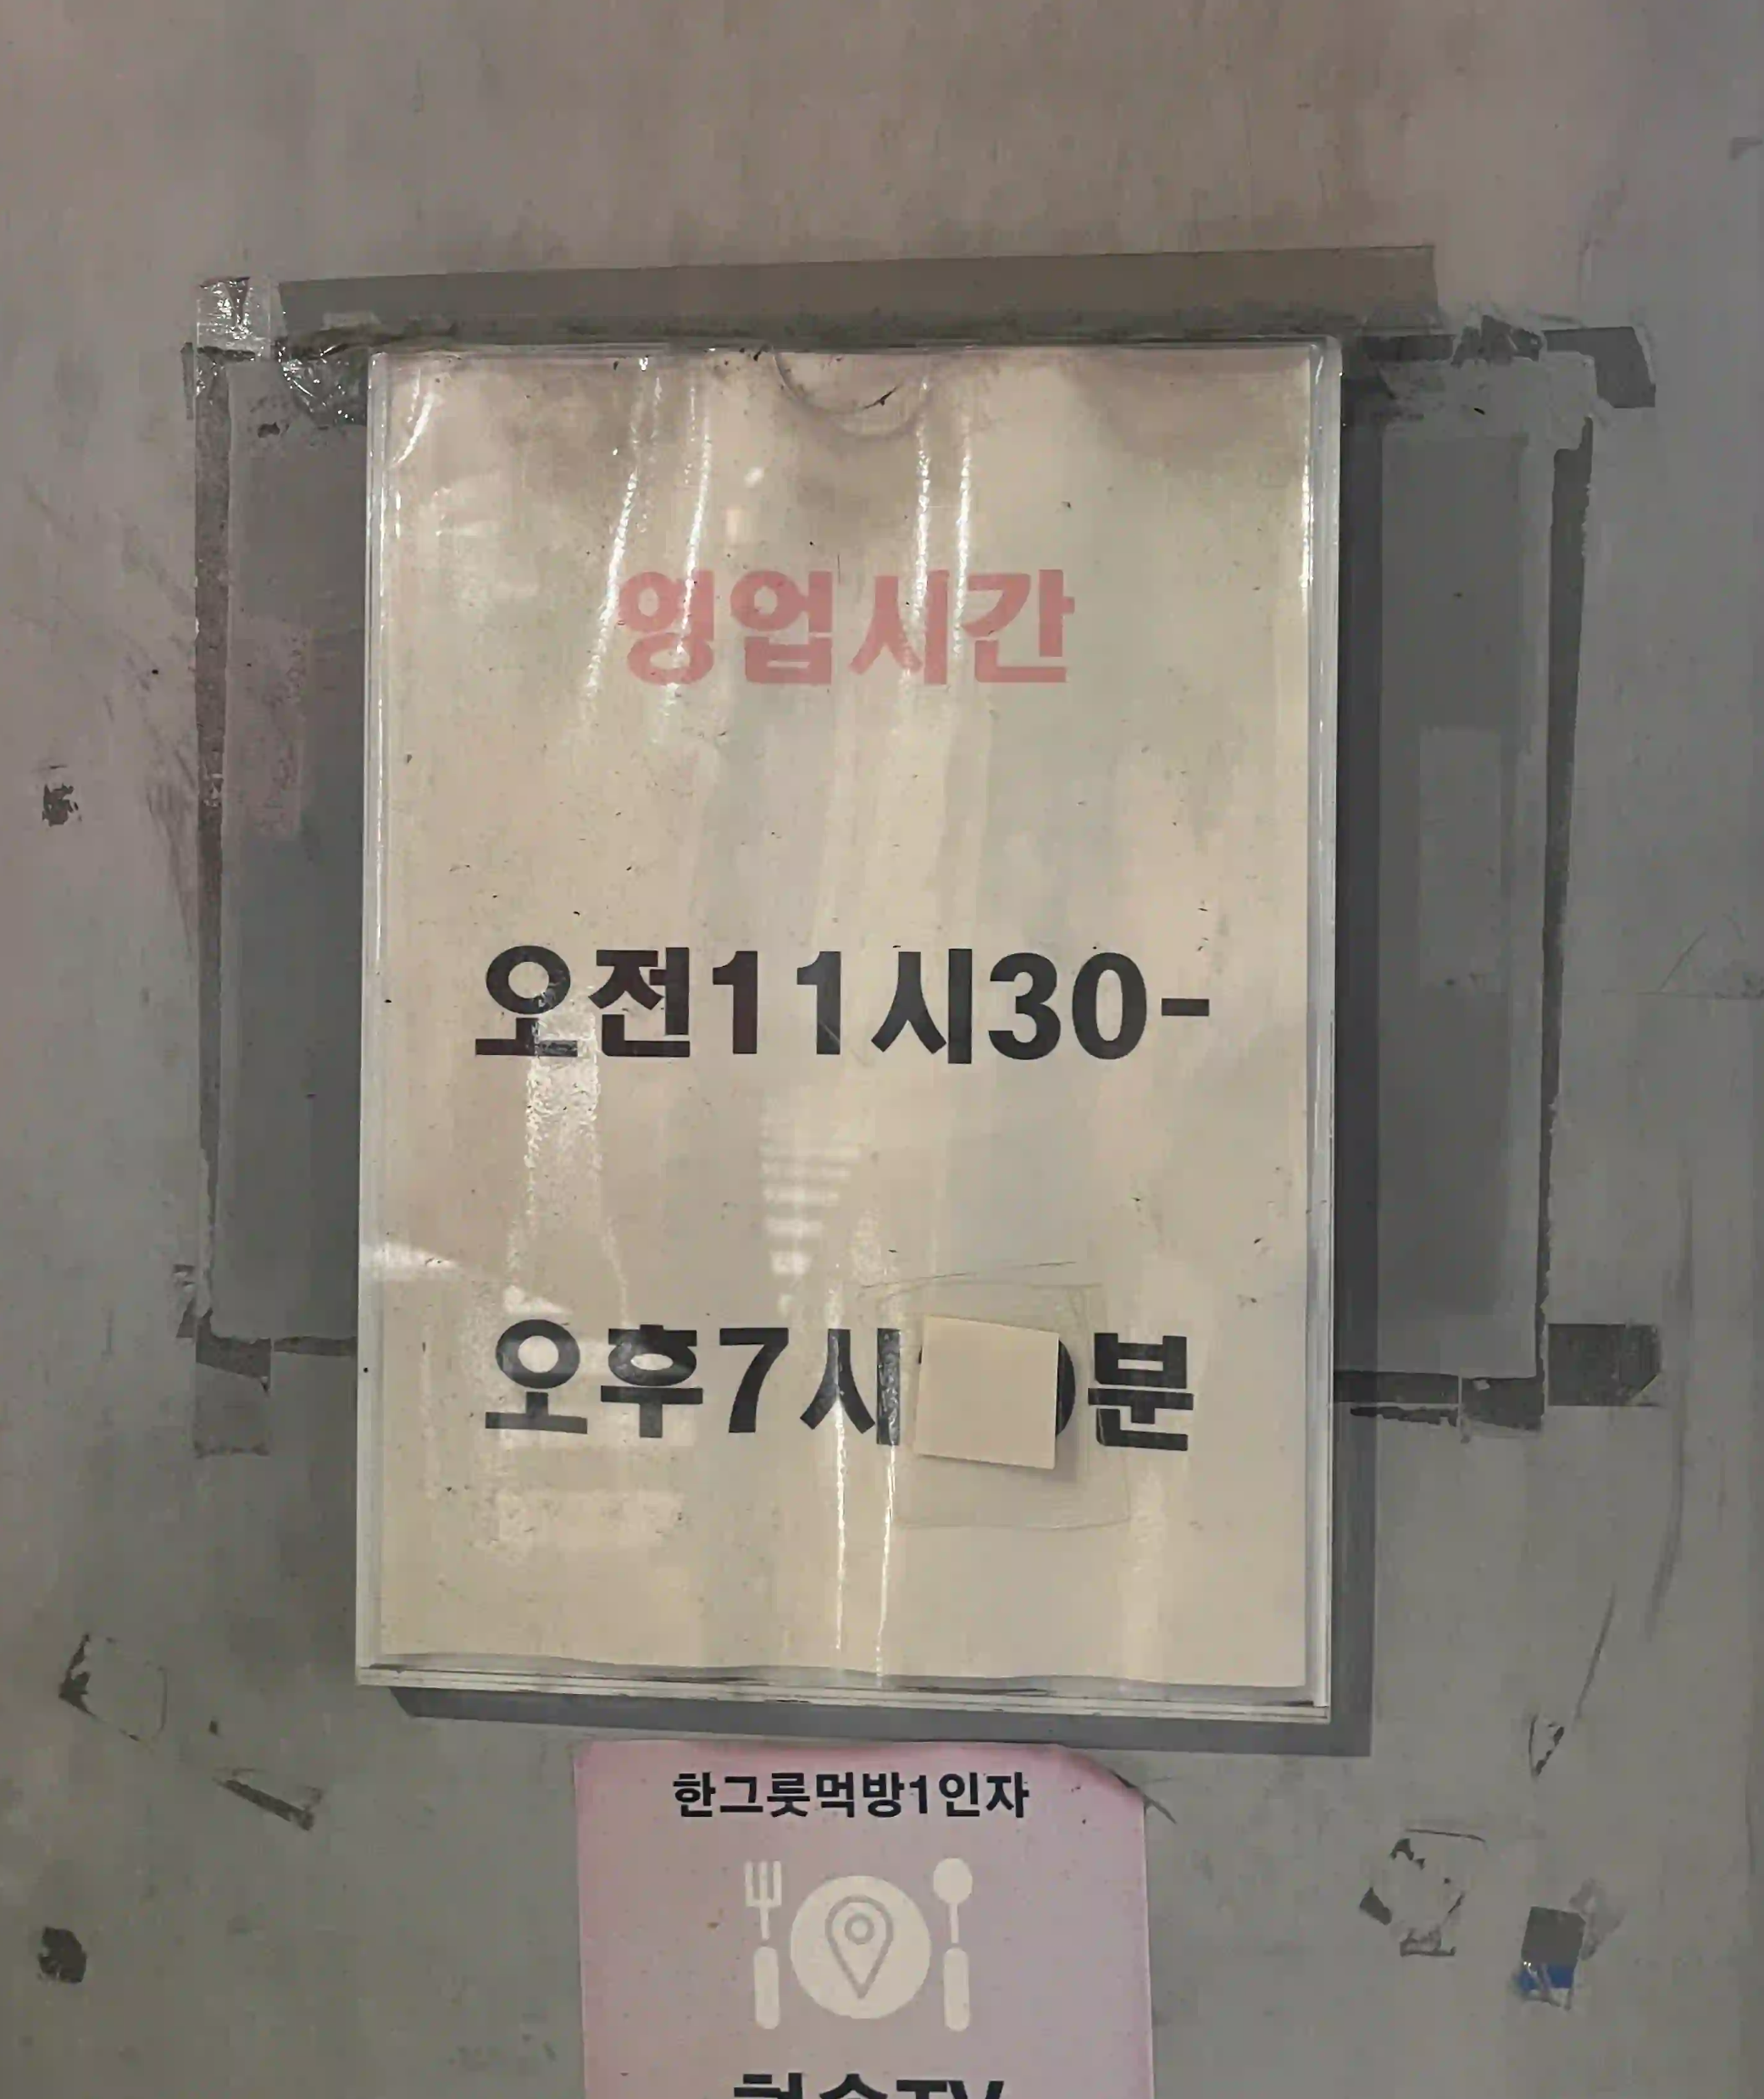 영업시간
오전11시30-
오후7시 분
한그릇먹방1인자